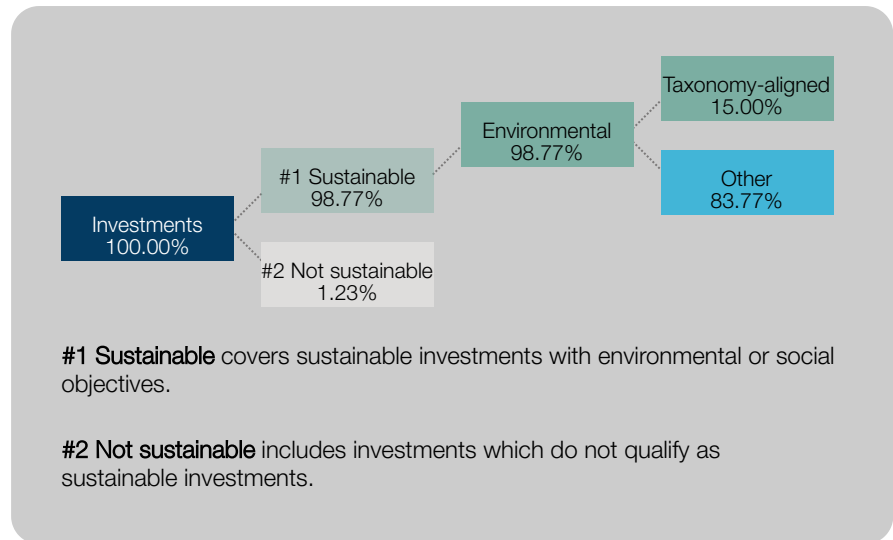 Taxonomy-aligned
15.00%
Environmental
98.77%
Other
83.77%
#1 Sustainable
98.77%
Investments
100.00%
#2 Not sustainable
1.23%
#1 Sustainable covers sustainable investments with environmental or social
objectives.
#2 Not sustainable includes investments which do not qualify as
sustainable investments.